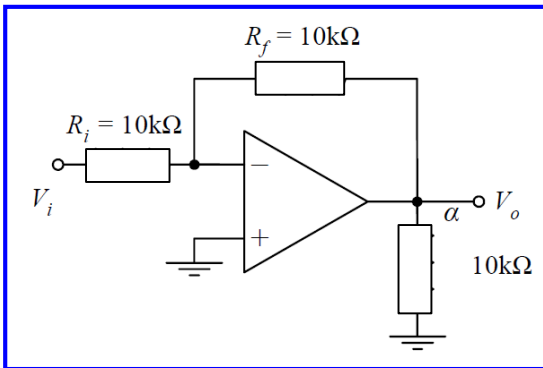 R_f = 10kΩ
R_i = 10kΩ
V_i
−
+
α
V_o
10kΩ